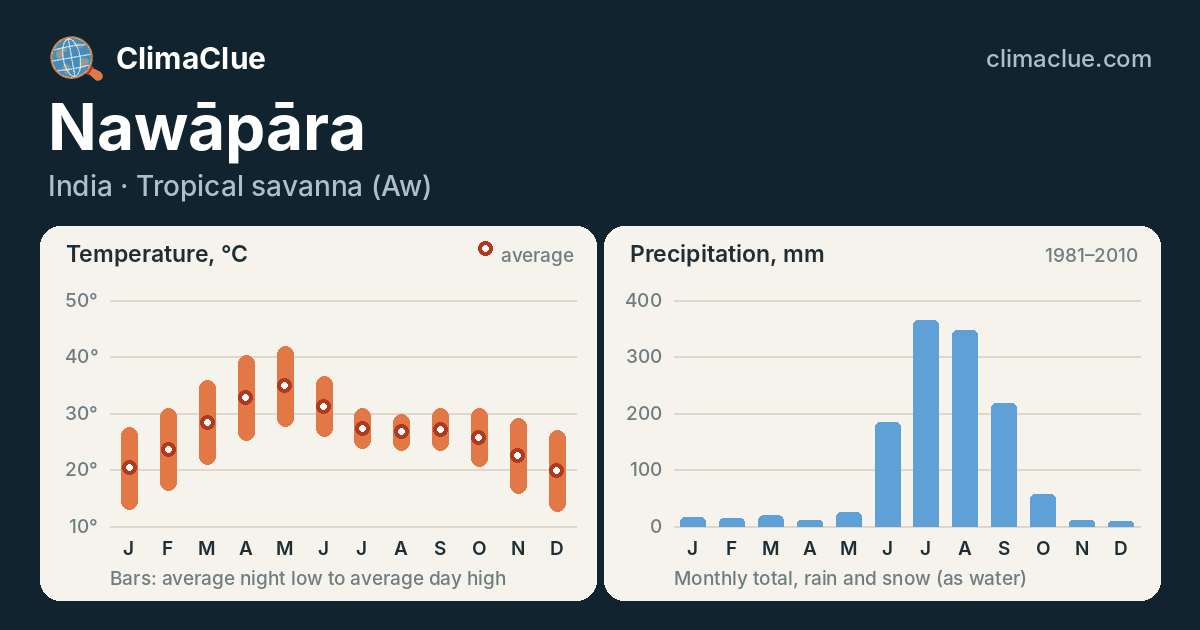 ClimaClue
climaclue.com
Nawāpāra
India · Tropical savanna (Aw)
Temperature, °C
average
50°
40°
30°
20°
10°
J F M A M J J A S O N D
Bars: average night low to average day high
Precipitation, mm
1981–2010
400
300
200
100
0
J F M A M J J A S O N D
Monthly total, rain and snow (as water)